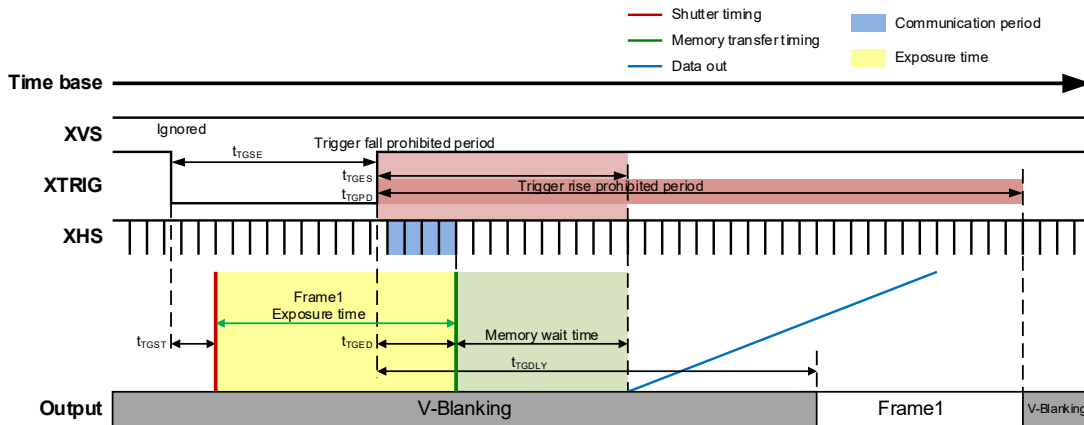 Shutter timing
Communication period
Memory transfer timing
Data out
Exposure time
Time base
XVS
Ignored
Trigger fall prohibited period
tTGSE
tTGES
XTRIG
Trigger rise prohibited period
tTGPD
XHS
Frame1
Exposure time
tTGST
tTGED
Memory wait time
tTGDLY
Output
V-Blanking
Frame1
V-Blanking